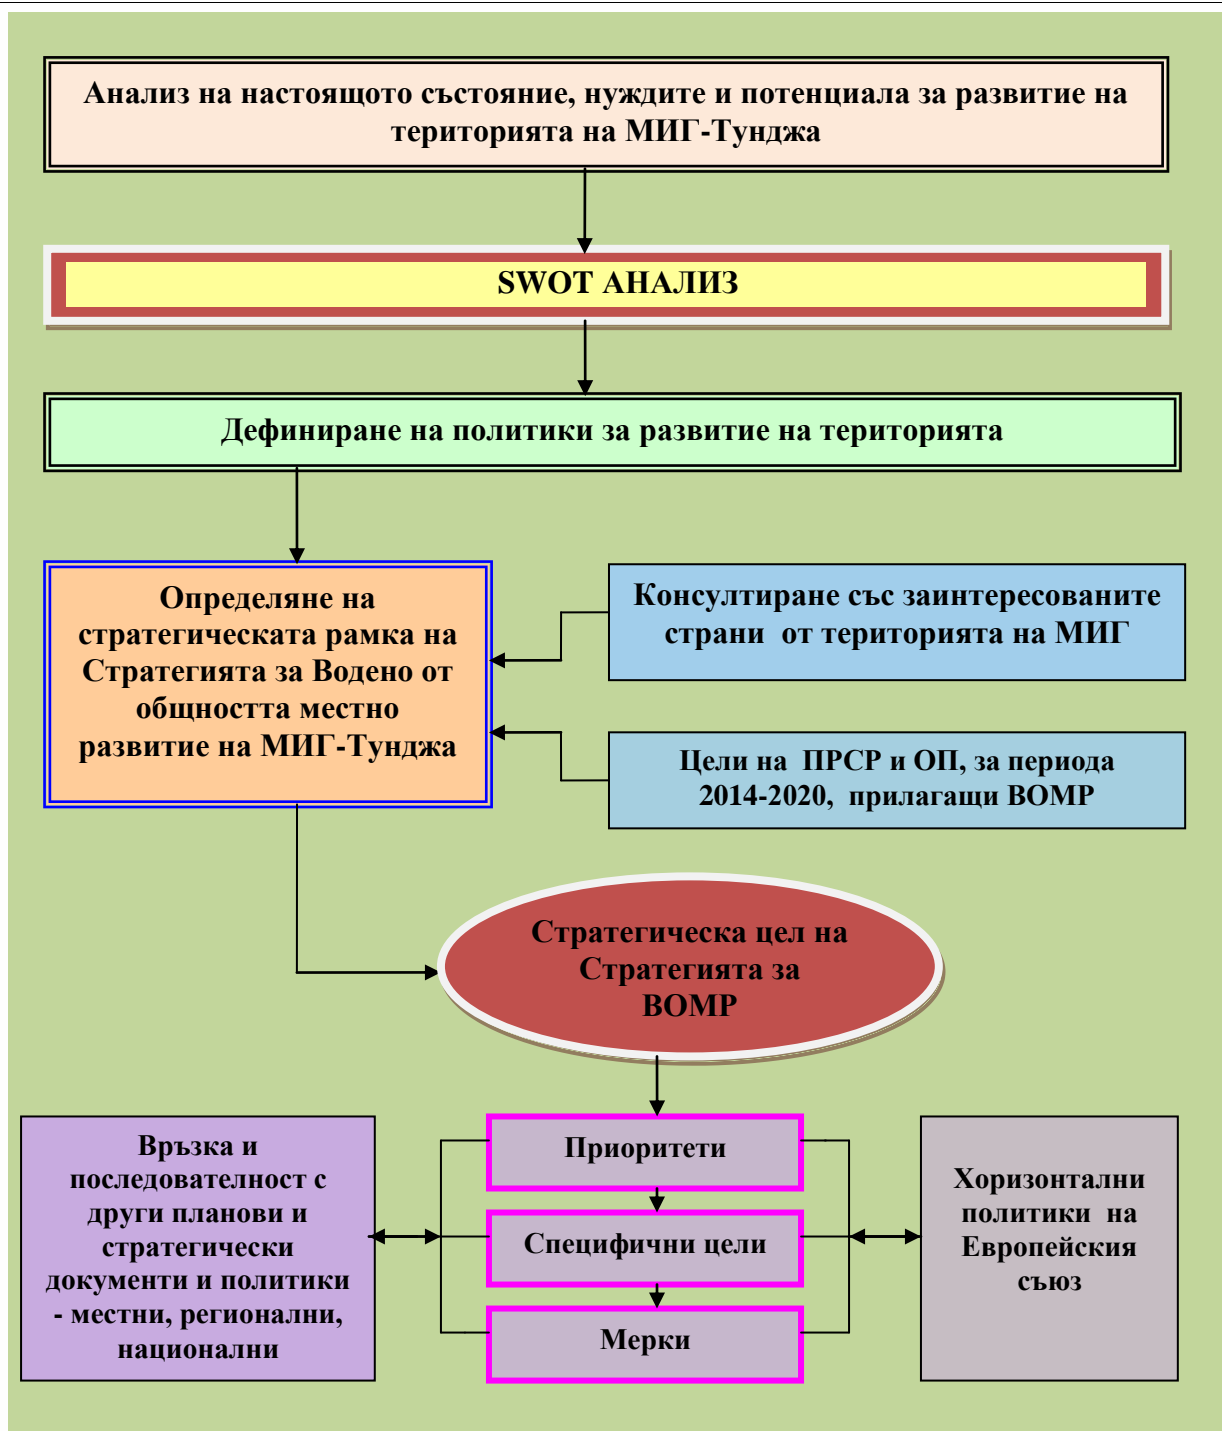 Анализ на настоящото състояние, нуждите и потенциала за развитие на
територията на МИГ-Тунджа
SWOT АНАЛИЗ
Дефиниране на политики за развитие на територията
Определяне на
стратегическата рамка на
Стратегията за Водено от
общността местно
развитие на МИГ-Тунджа
Консултиране със заинтересованите
страни от територията на МИГ
Цели на ПРСР и ОП, за периода
2014-2020, прилагащи ВОМР
Стратегическа цел на
Стратегията за
ВОМР
Връзка и
последователност с
други планови и
стратегически
документи и политики
- местни, регионални,
национални
Приоритети
Специфични цели
Мерки
Хоризонтални
политики на
Европейския
съюз